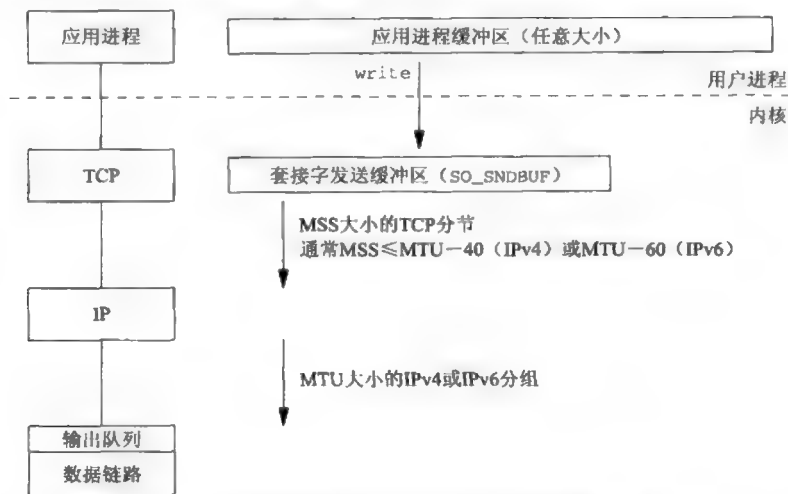 应用进程
应用进程缓冲区（任意大小）
write
用户进程
内核
TCP
套接字发送缓冲区（SO_SNDBUF）
MSS大小的TCP分节
通常MSS≤MTU－40（IPv4）或MTU－60（IPv6）
IP
MTU大小的IPv4或IPv6分组
输出队列
数据链路